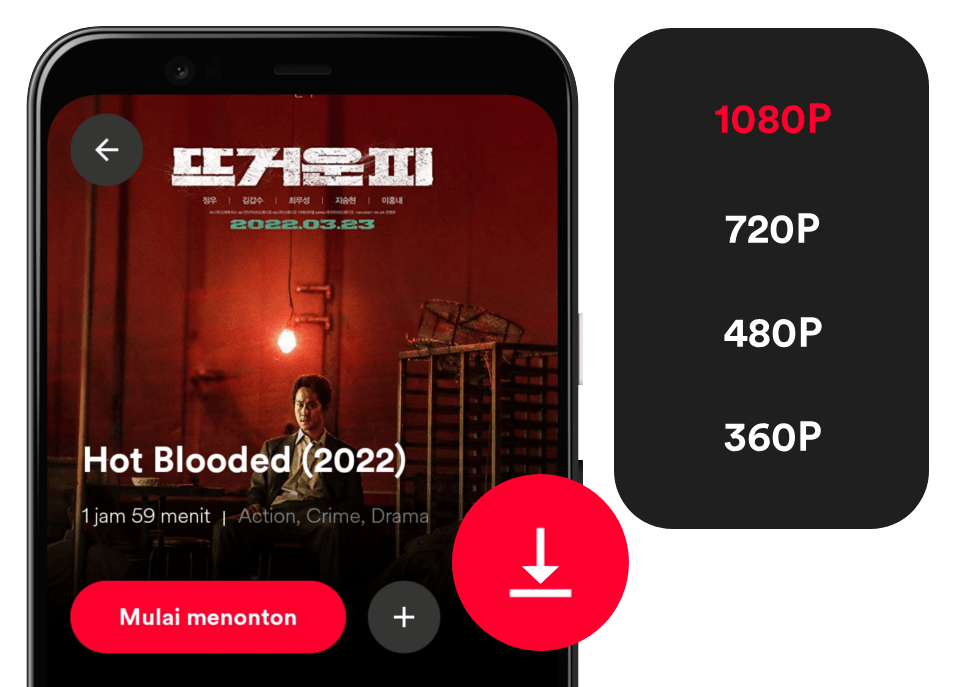 뜨거운 피
정우 | 김갑수 | 최무성 | 지승현 | 이홍내
2022.03.23
Hot Blooded (2022)
1 jam 59 menit | Action, Crime, Drama
Mulai menonton
1080P
720P
480P
360P